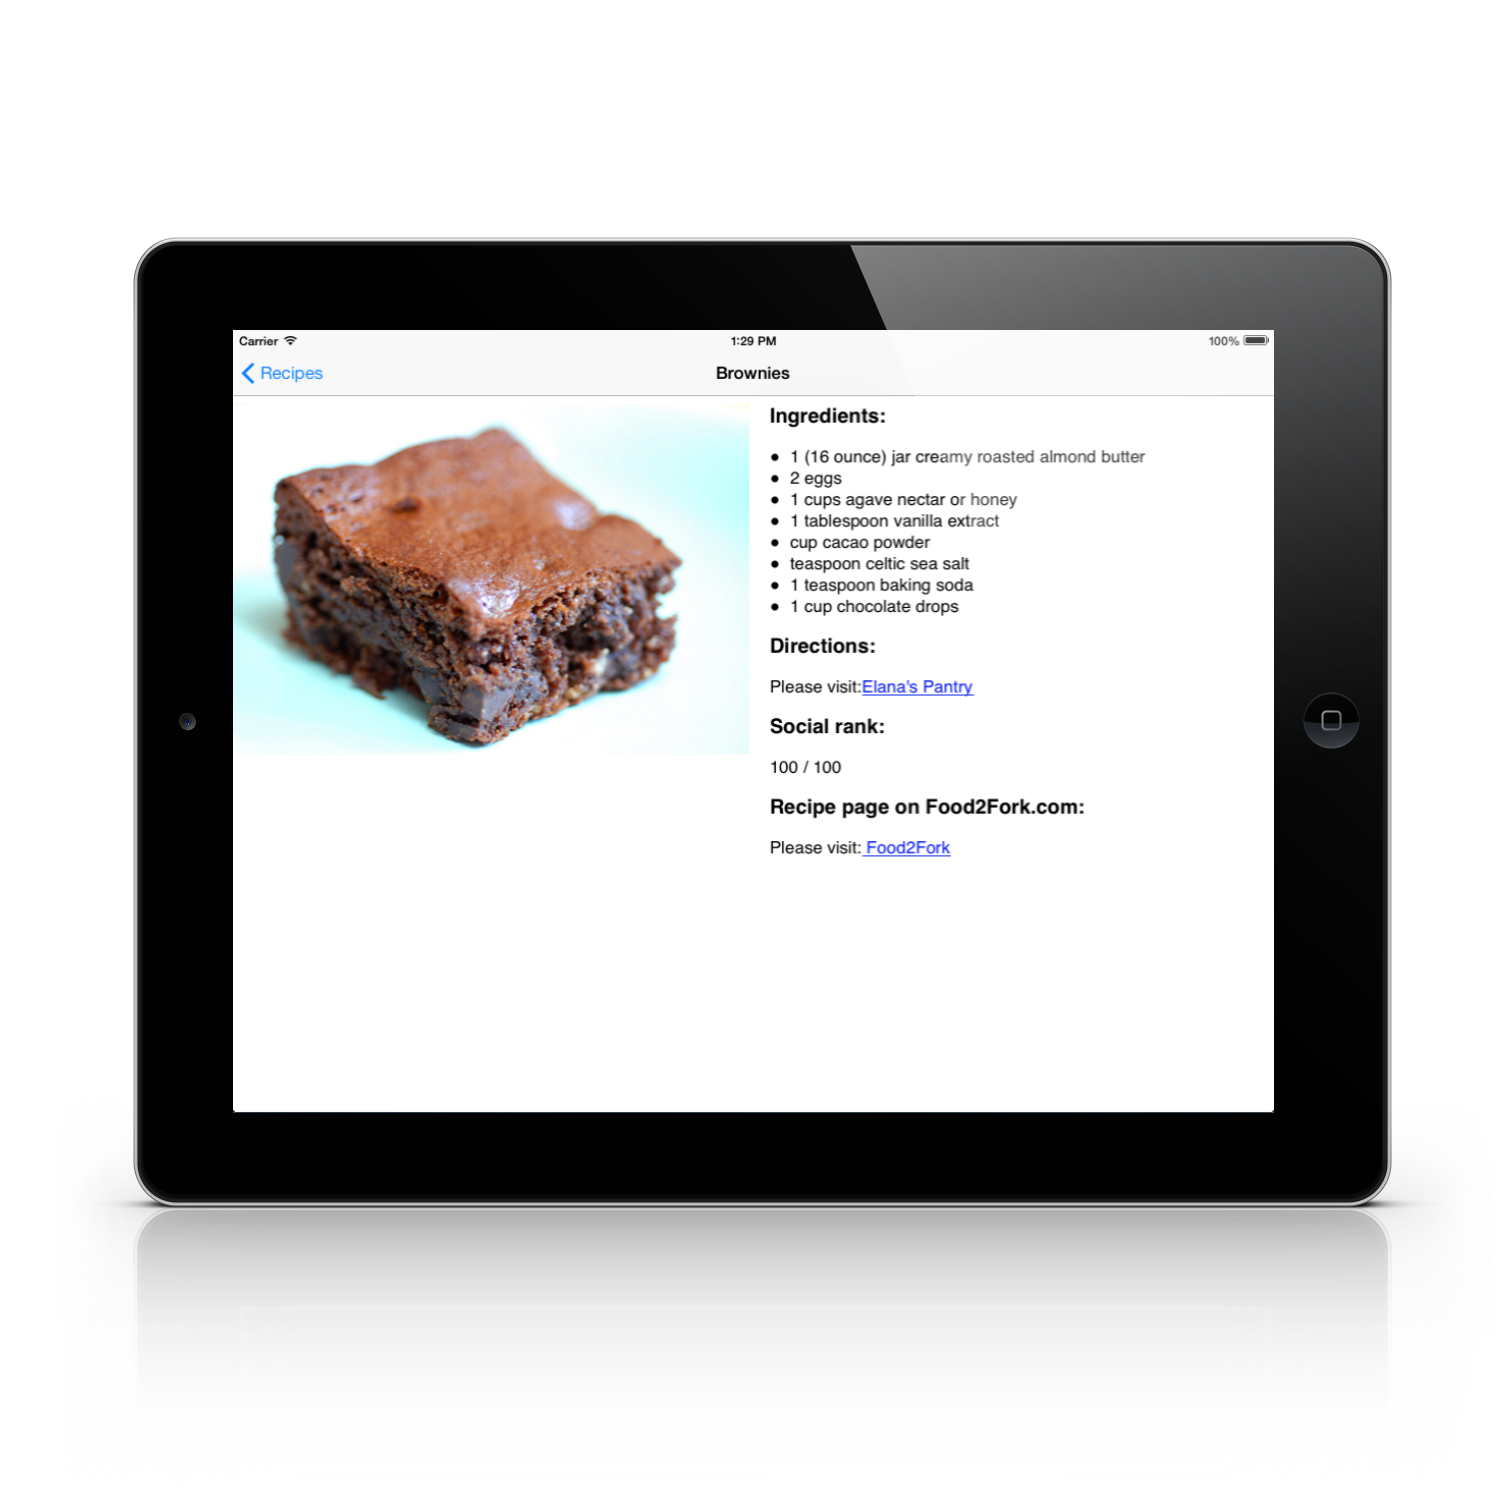 Carrier
1:29 PM
100%
Recipes
Brownies
Ingredients:
1 (16 ounce) jar creamy roasted almond butter
2 eggs
1 cups agave nectar or honey
1 tablespoon vanilla extract
cup cacao powder
teaspoon celtic sea salt
1 teaspoon baking soda
1 cup chocolate drops
Directions:
Please visit:Elana's Pantry
Social rank:
100 / 100
Recipe page on Food2Fork.com:
Please visit: Food2Fork